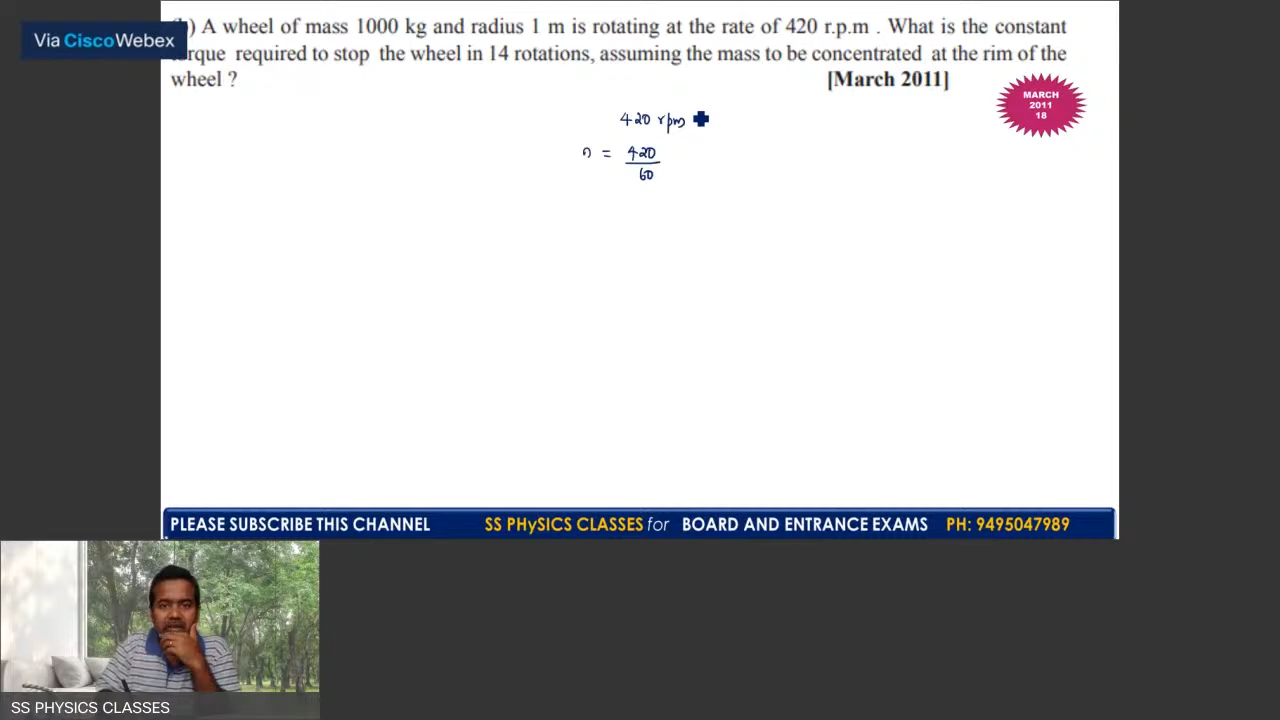 Via CiscoWebex
) A wheel of mass 1000 kg and radius 1 m is rotating at the rate of 420 r.p.m . What is the constant
rque required to stop the wheel in 14 rotations, assuming the mass to be concentrated at the rim of the
wheel ?
[March 2011]
MARCH
2011
18
420 rpm
n = 420
60
PLEASE SUBSCRIBE THIS CHANNEL SS PHySICS CLASSES for BOARD AND ENTRANCE EXAMS PH: 9495047989
SS PHYSICS CLASSES